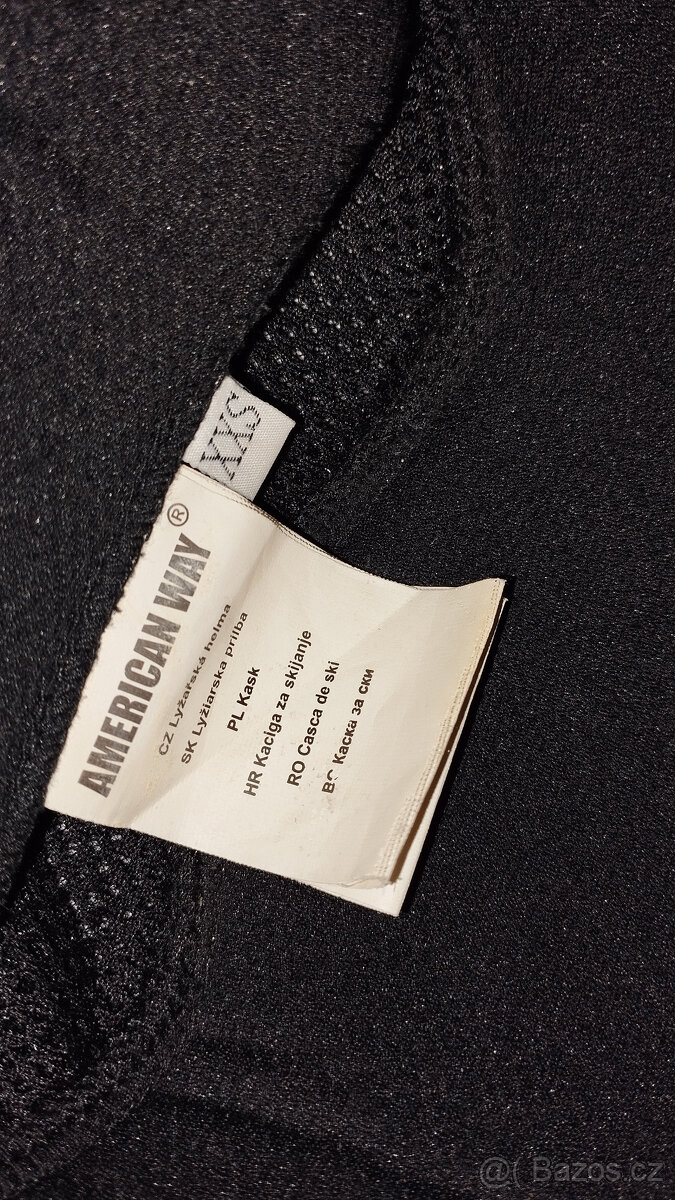 XXS
AMERICAN WAY ®
CZ Lyžařská helma
SK Lyžiarska prilba
PL Kask
HR Kaciga za skijanje
RO Casca de ski
BG Каска за ски
@( Bazos.cz